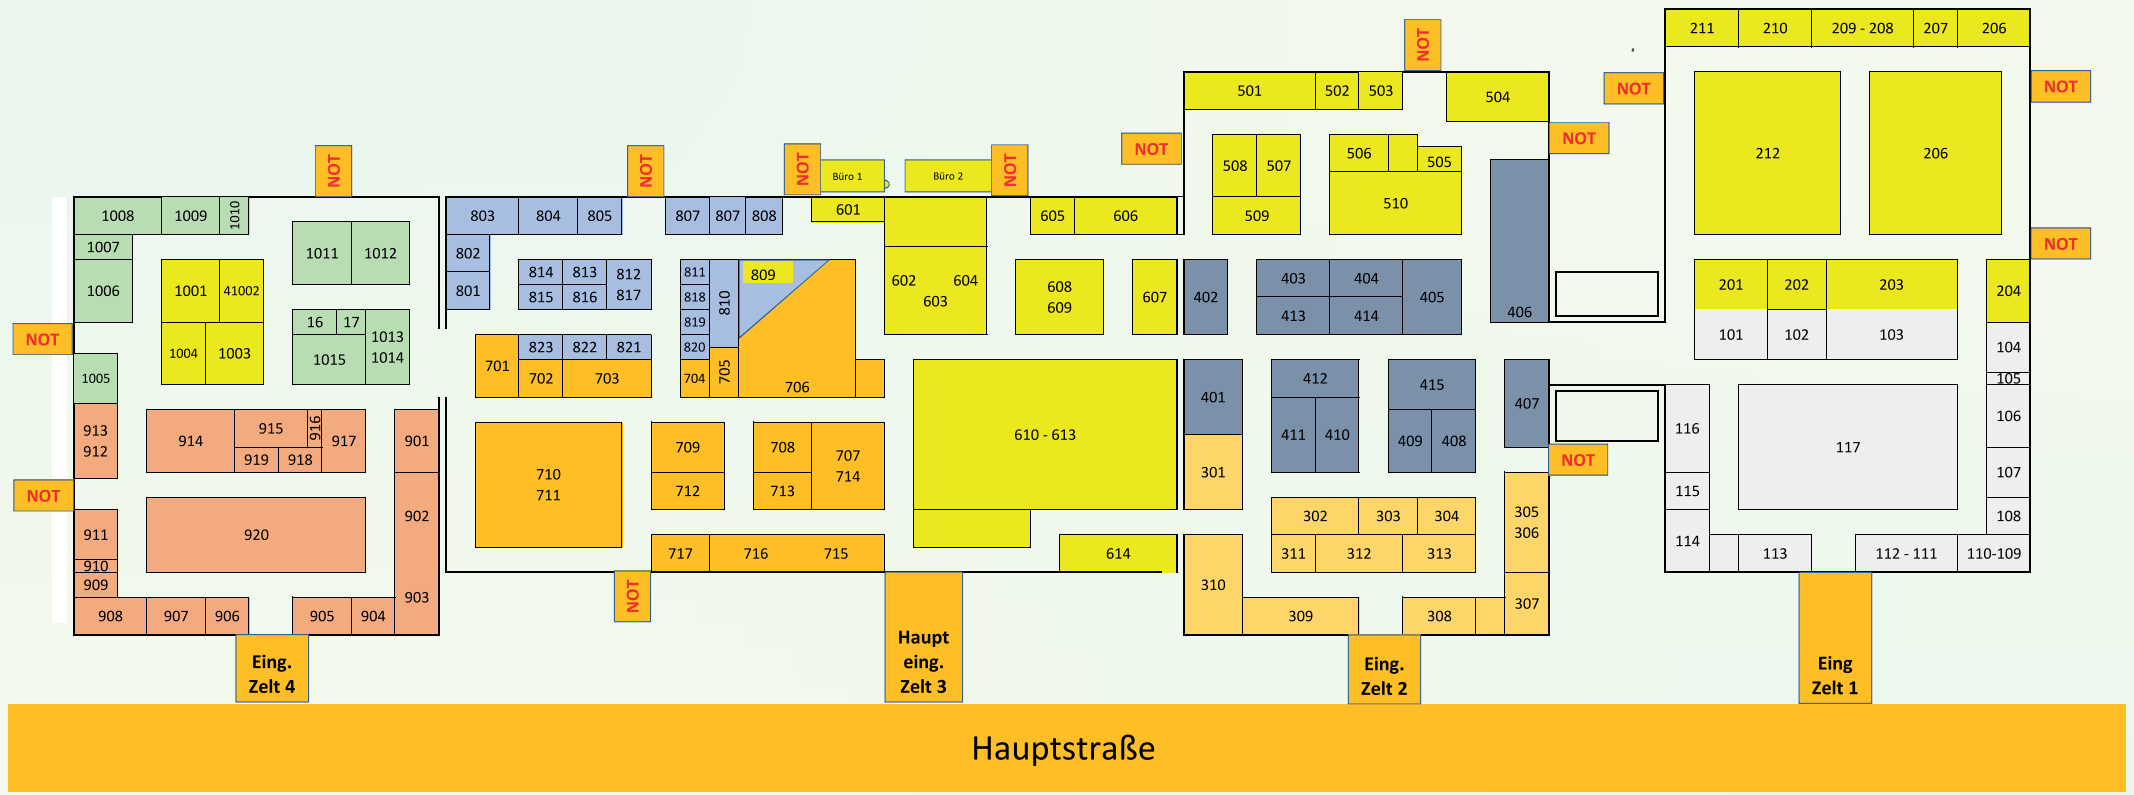 211 210 209 - 208 207 206
NOT
NOT
NOT
501 502 503 504
NOT
NOT
212 206
508 507 506 505
509 510
NOT
NOT
NOT
Büro 1
Büro 2
NOT
NOT
1008 1009 1010
1007
1006
1011 1012
1001 41002
1004 1003
16 17
1015
1013
1014
NOT
1005
913
912
914 915 916 917
919 918
901
NOT
920
902
911
910
909
903
908 907 906
905 904
803 804 805 807 807 808
802
801
814 813 812
815 816 817
811
818
819
820
810
809
823 822 821
701
702 703
704 705 706
710
711
709
712
708
713
707
714
717 716 715
NOT
601
602 604
603
605 606
608
609
607
610 - 613
614
402
403 404 405
413 414
406
401
412
411 410
415
409 408
407
NOT
301
302 303 304
311 312 313
305
306
310
309
308
307
NOT
201 202 203 204
101 102 103
104
105
106
116
117
107
115
108
114
113 112 - 111 110-109
Eing.
Zelt 4
Haupt
eing.
Zelt 3
Eing.
Zelt 2
Eing
Zelt 1
Hauptstraße